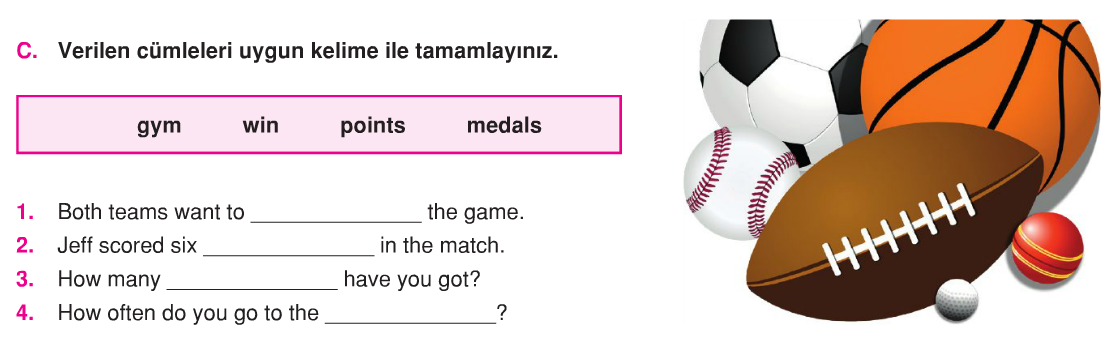 C. Verilen cümleleri uygun kelime ile tamamlayınız.
gym win points medals
1. Both teams want to ______________ the game.
2. Jeff scored six ______________ in the match.
3. How many ______________ have you got?
4. How often do you go to the ______________?